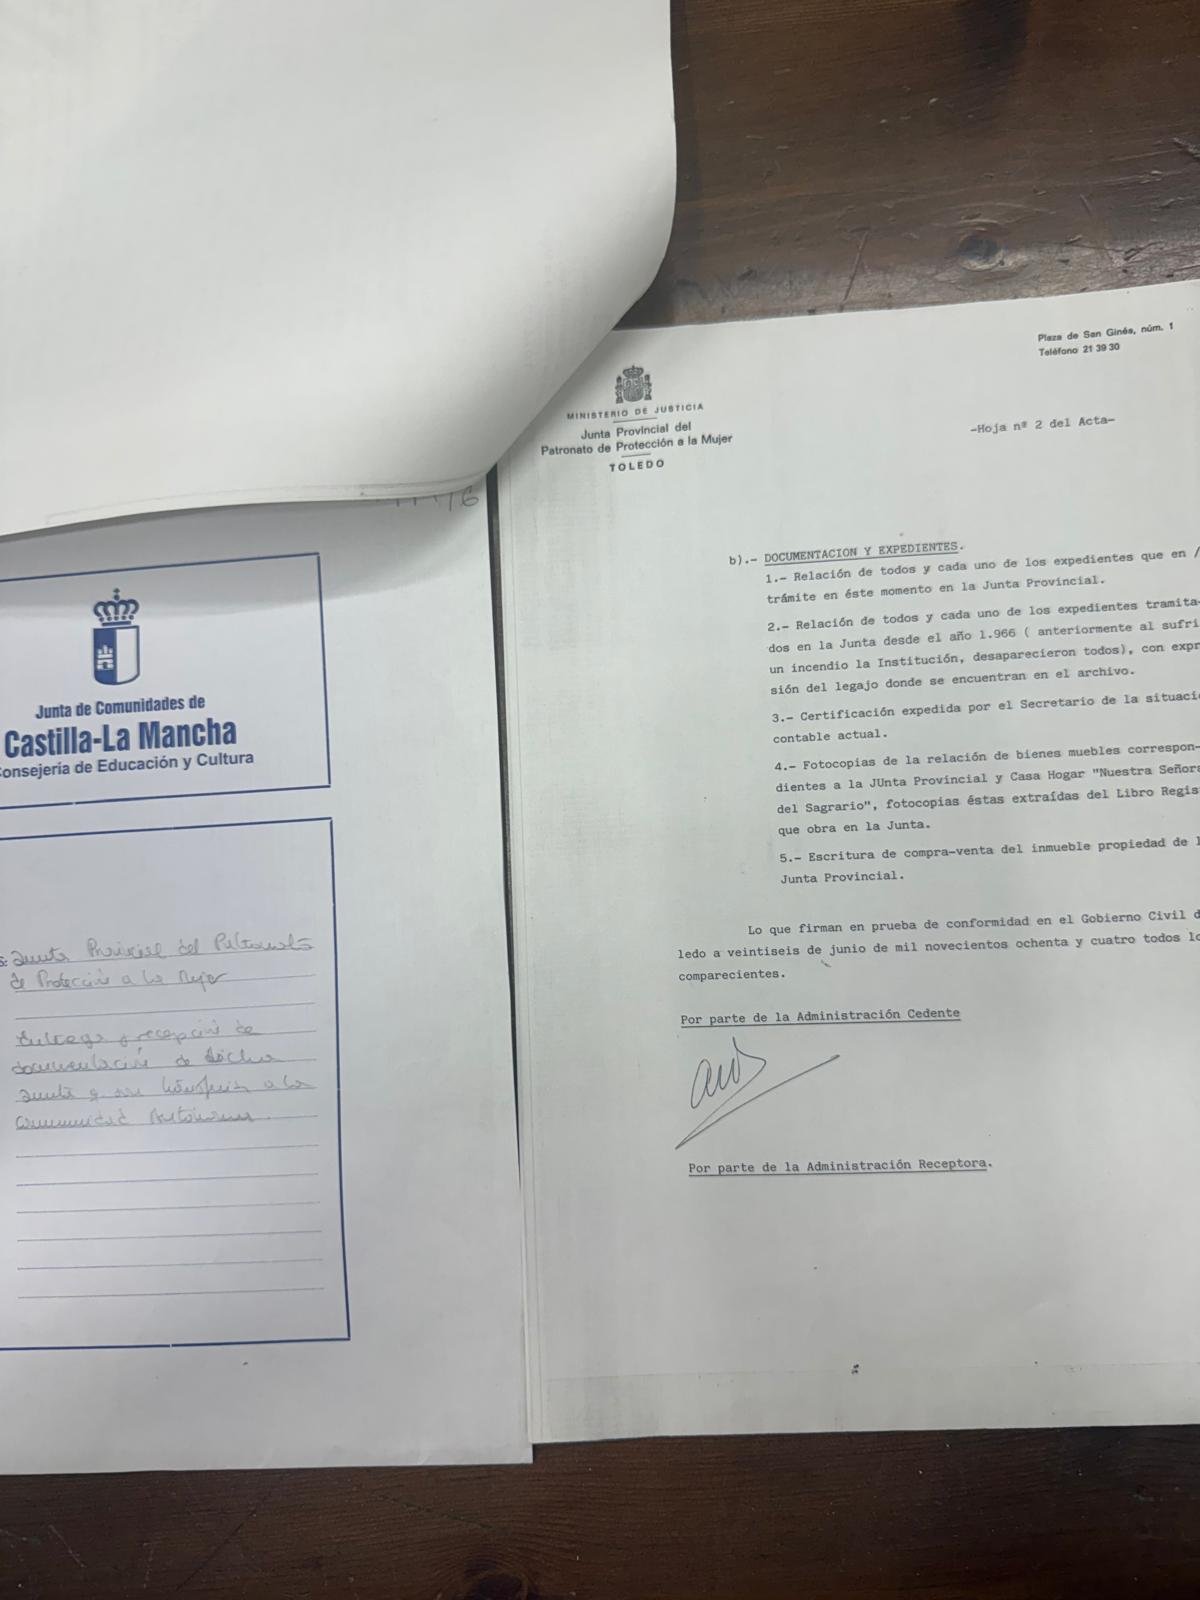 Junta de Comunidades de
Castilla-La Mancha
onsejería de Educación y Cultura
Junta Provincial del Patronato
de Protección a la Mujer
Entrega y recepción de
documentación de dicha
Junta y su transferencia a la
Comunidad Autónoma.
Plaza de San Ginés, núm. 1
Teléfono 21 39 30
MINISTERIO DE JUSTICIA
Junta Provincial del
Patronato de Protección a la Mujer
TOLEDO
-Hoja nº 2 del Acta-
b).- DOCUMENTACION Y EXPEDIENTES.
1.- Relación de todos y cada uno de los expedientes que en /
trámite en éste momento en la Junta Provincial.
2.- Relación de todos y cada uno de los expedientes tramita-
dos en la Junta desde el año 1.966 ( anteriormente al sufri
un incendio la Institución, desaparecieron todos), con expr
sión del legajo donde se encuentran en el archivo.
3.- Certificación expedida por el Secretario de la situaci
contable actual.
4.- Fotocopias de la relación de bienes muebles correspon-
dientes a la JUnta Provincial y Casa Hogar "Nuestra Señora
del Sagrario", fotocopias éstas extraídas del Libro Regis
que obra en la Junta.
5.- Escritura de compra-venta del inmueble propiedad de l
Junta Provincial.
Lo que firman en prueba de conformidad en el Gobierno Civil d
ledo a veintiseis de junio de mil novecientos ochenta y cuatro todos lo
comparecientes.
Por parte de la Administración Cedente
Por parte de la Administración Receptora.